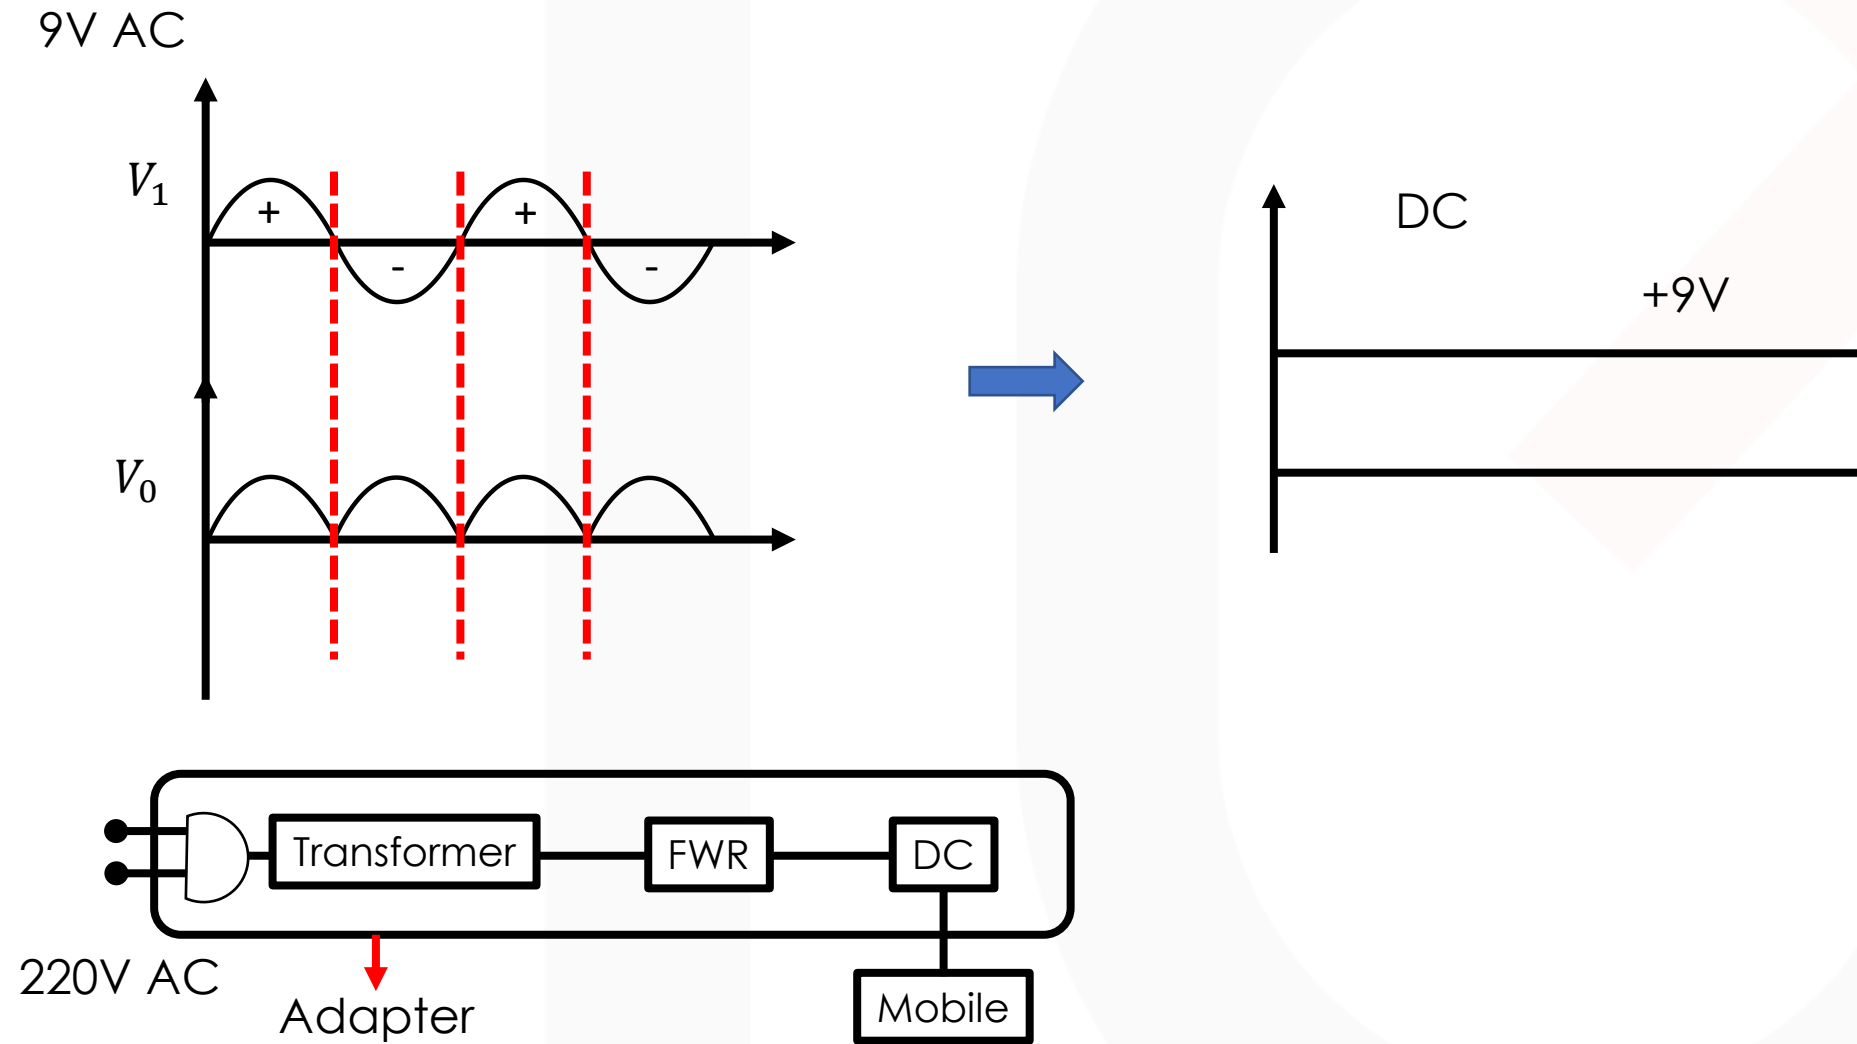 9V AC
V₁
+
+
-
-
DC
+9V
V₀
Transformer
FWR
DC
220V AC
Adapter
Mobile